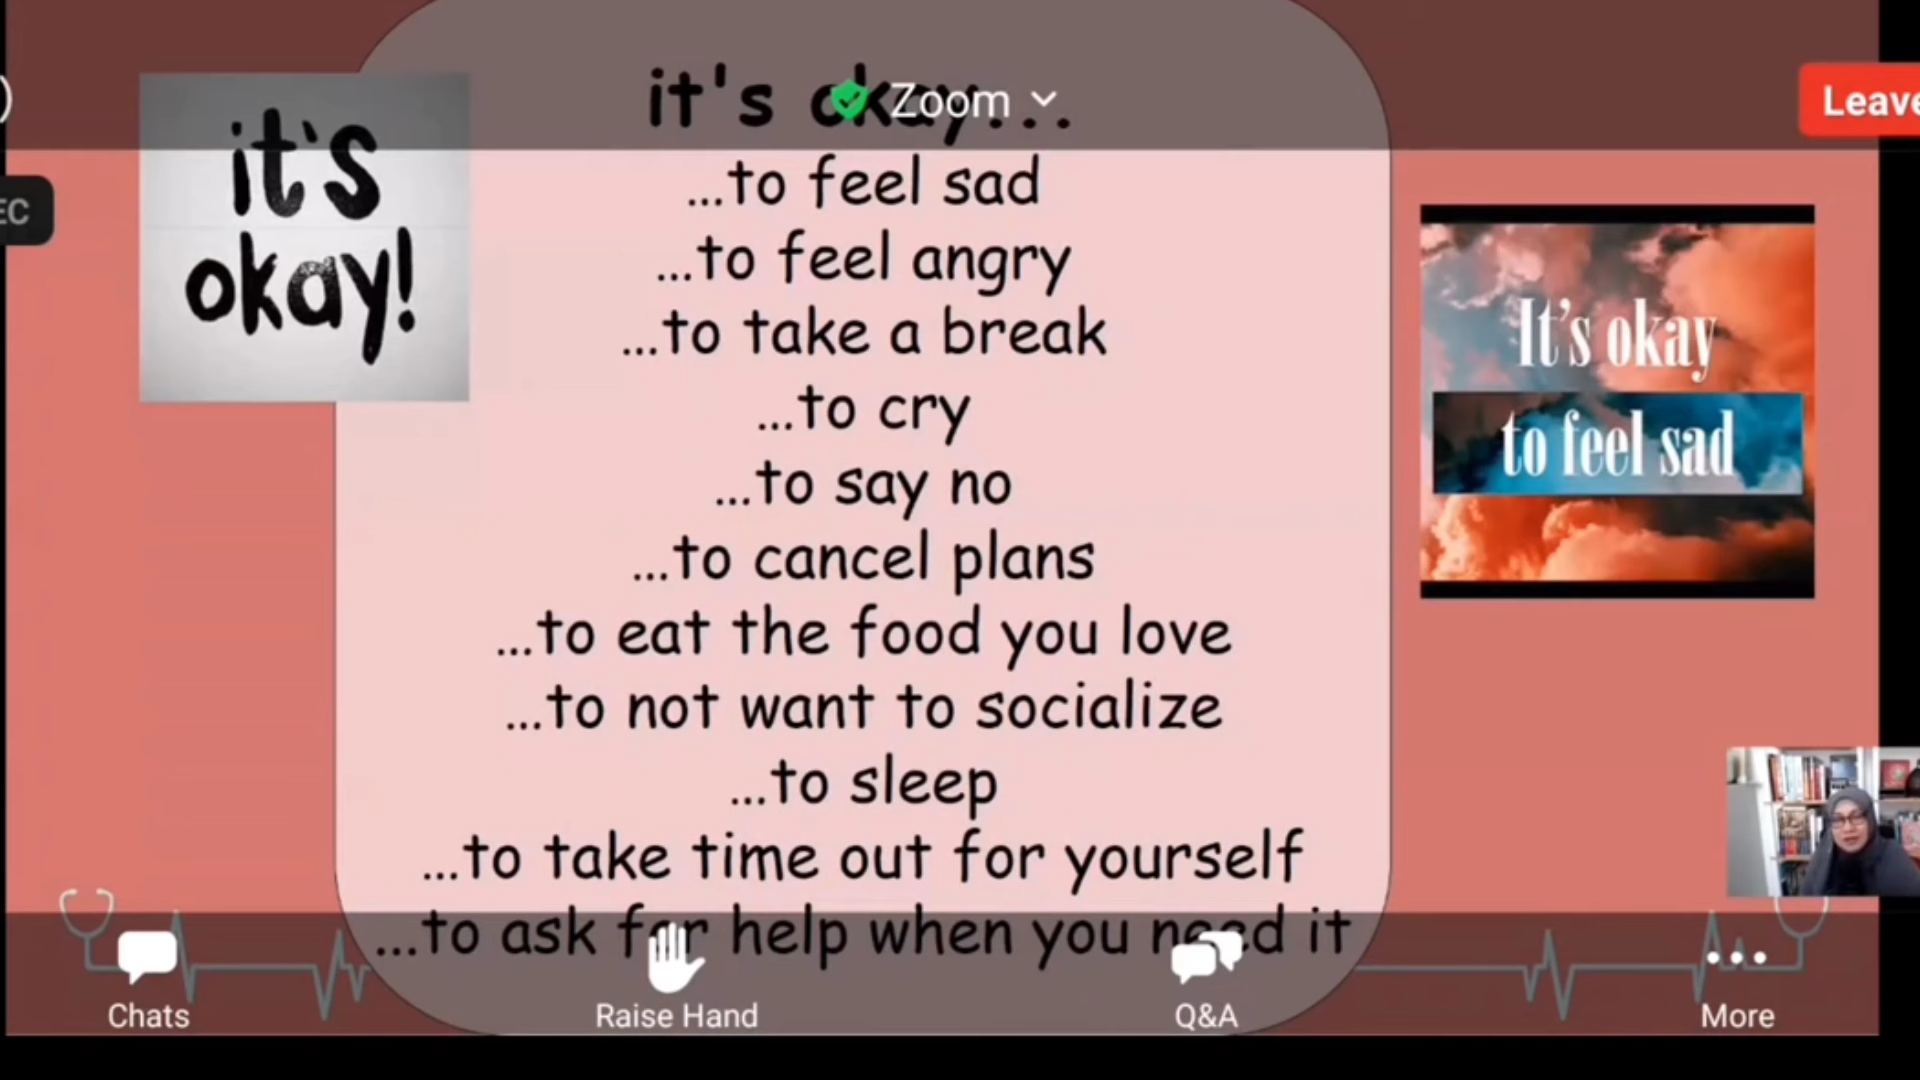 it's okay...
Zoom
Leave
EC
it's
okay!
...to feel sad
...to feel angry
...to take a break
...to cry
...to say no
...to cancel plans
...to eat the food you love
...to not want to socialize
...to sleep
...to take time out for yourself
...to ask for help when you need it
It's okay
to feel sad
Chats
Raise Hand
Q&A
More